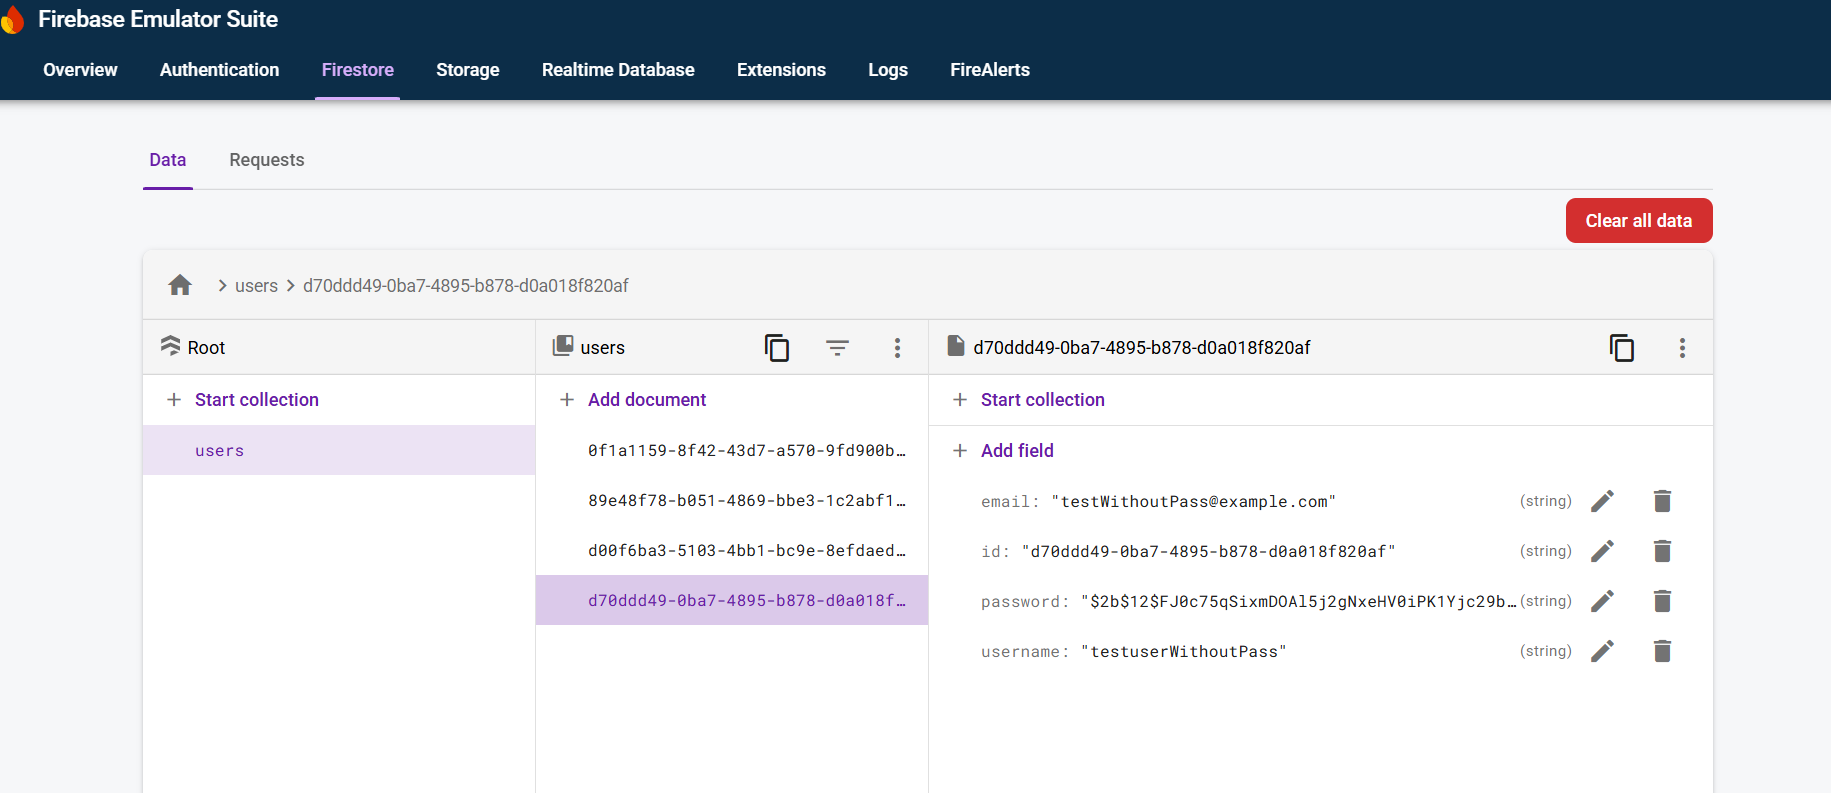 Firebase Emulator Suite
Overview Authentication Firestore Storage Realtime Database Extensions Logs FireAlerts
Data Requests
Clear all data
users d70ddd49-0ba7-4895-b878-d0a018f820af
Root
Start collection
users
users
Add document
0f1a1159-8f42-43d7-a570-9fd900b…
89e48f78-b051-4869-bbe3-1c2abf1…
d00f6ba3-5103-4bb1-bc9e-8efdaed…
d70ddd49-0ba7-4895-b878-d0a018f…
d70ddd49-0ba7-4895-b878-d0a018f820af
Start collection
Add field
email: "testWithoutPass@example.com" (string)
id: "d70ddd49-0ba7-4895-b878-d0a018f820af" (string)
password: "$2b$12$FJ0c75qSixmDOAl5j2gNxeHV0iPK1Yjc29b… (string)
username: "testuserWithoutPass" (string)